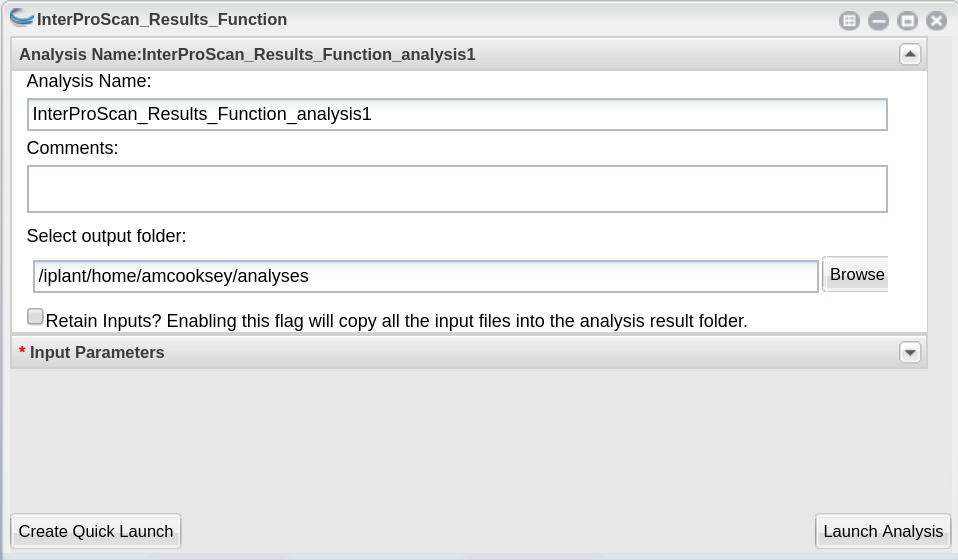 InterProScan_Results_Function
Analysis Name:InterProScan_Results_Function_analysis1
Analysis Name:
InterProScan_Results_Function_analysis1
Comments:
Select output folder:
/iplant/home/amcooksey/analyses
Browse
Retain Inputs? Enabling this flag will copy all the input files into the analysis result folder.
* Input Parameters
Create Quick Launch
Launch Analysis